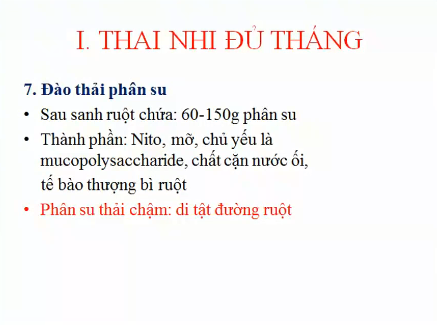 I. THAI NHI ĐỦ THÁNG
7. Đào thải phân su
• Sau sanh ruột chứa: 60-150g phân su
• Thành phần: Nito, mỡ, chủ yếu là
mucopolysaccharide, chất cặn nước ối,
tế bào thượng bì ruột
• Phân su thải chậm: di tật đường ruột